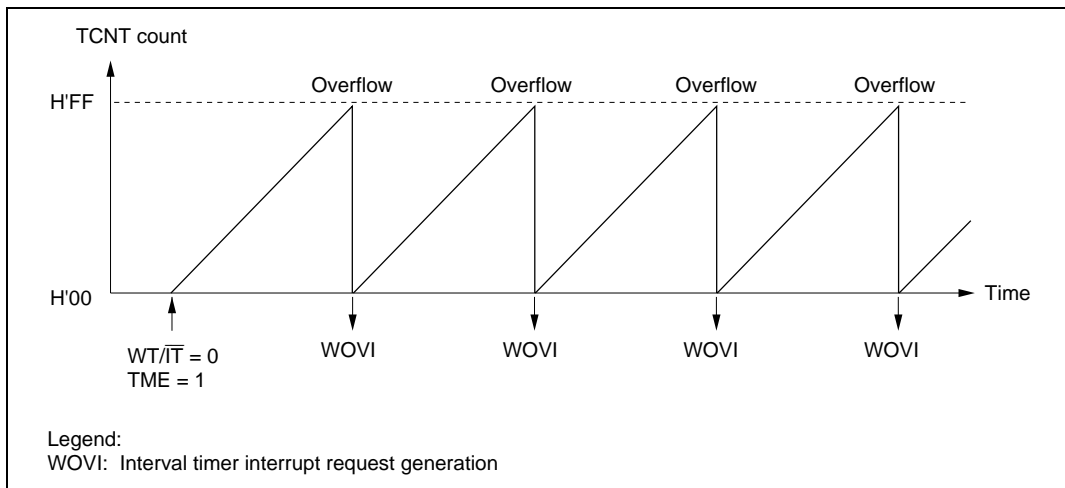 TCNT count
Overflow Overflow Overflow Overflow
H'FF
H'00
Time
WT/I̅T̅ = 0
TME = 1
WOVI WOVI WOVI WOVI
Legend:
WOVI: Interval timer interrupt request generation